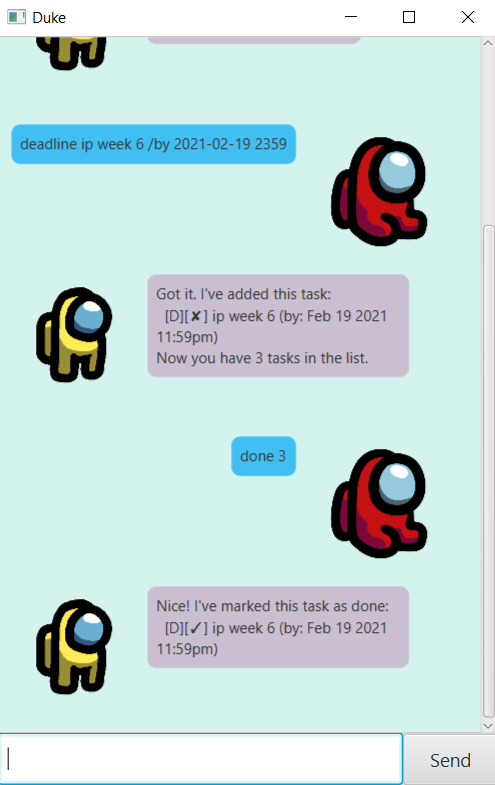 Duke
deadline ip week 6 /by 2021-02-19 2359
Got it. I've added this task:
[D][✘] ip week 6 (by: Feb 19 2021
11:59pm)
Now you have 3 tasks in the list.
done 3
Nice! I've marked this task as done:
[D][✓] ip week 6 (by: Feb 19 2021
11:59pm)
Send